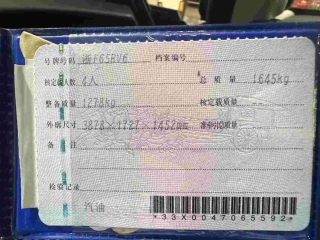 号牌号码 浙F65RV6 档案编号
核定载人数 4人 总质量 1645kg
整备质量 1278kg 核定载质量
外廓尺寸 3878×1727×1452mm 准牵引总质量
备注
检验记录
汽油
*33X0047065592*